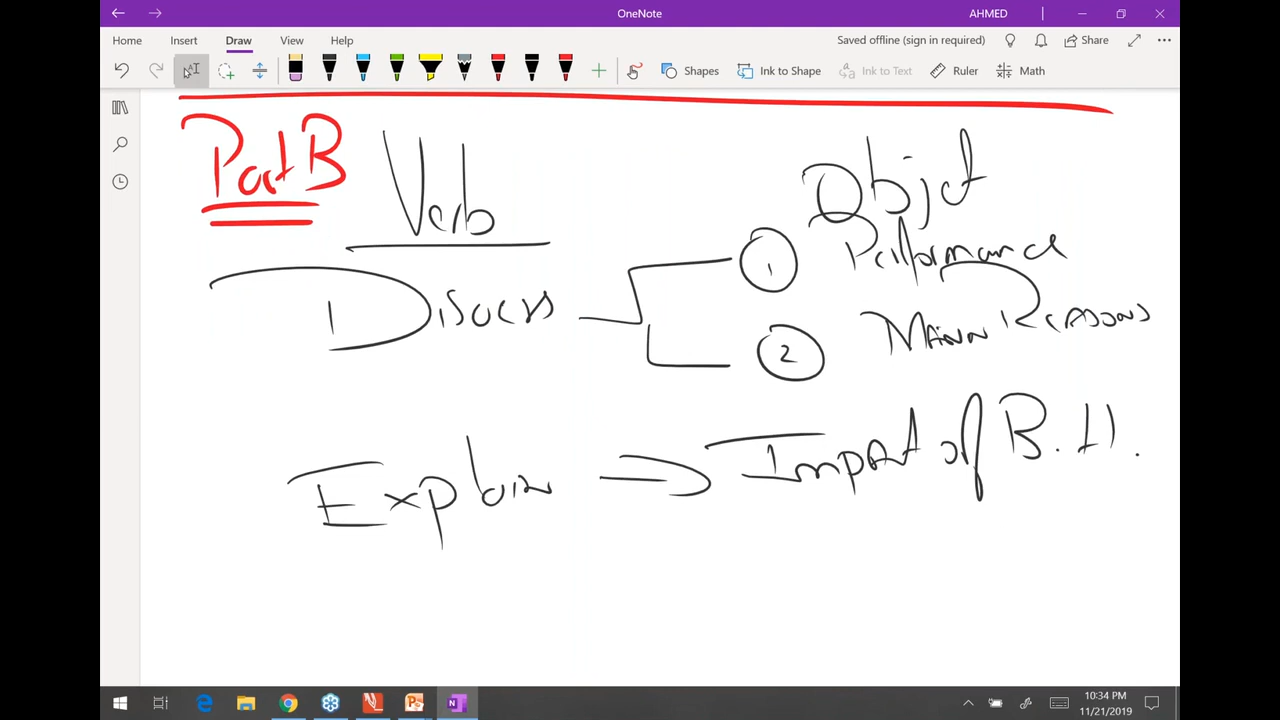 OneNote
AHMED
Home Insert Draw View Help
Saved offline (sign in required)
Share
Shapes
Ink to Shape
Ink to Text
Ruler
Math
Part B
Verb
Objet
Discuss
1 Performance
2 Main Reasons
Explain
Impact of B.H.
10:34 PM
11/21/2019